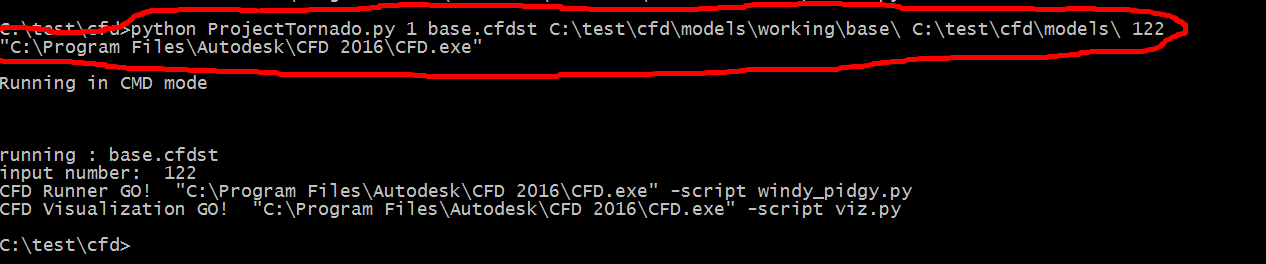 C:\test\cfd>python ProjectTornado.py 1 base.cfdst C:\test\cfd\models\working\base\ C:\test\cfd\models\ 122
"C:\Program Files\Autodesk\CFD 2016\CFD.exe"
Running in CMD mode
running : base.cfdst
input number:  122
CFD Runner GO!  "C:\Program Files\Autodesk\CFD 2016\CFD.exe" -script windy_pidgy.py
CFD Visualization GO!  "C:\Program Files\Autodesk\CFD 2016\CFD.exe" -script viz.py
C:\test\cfd>